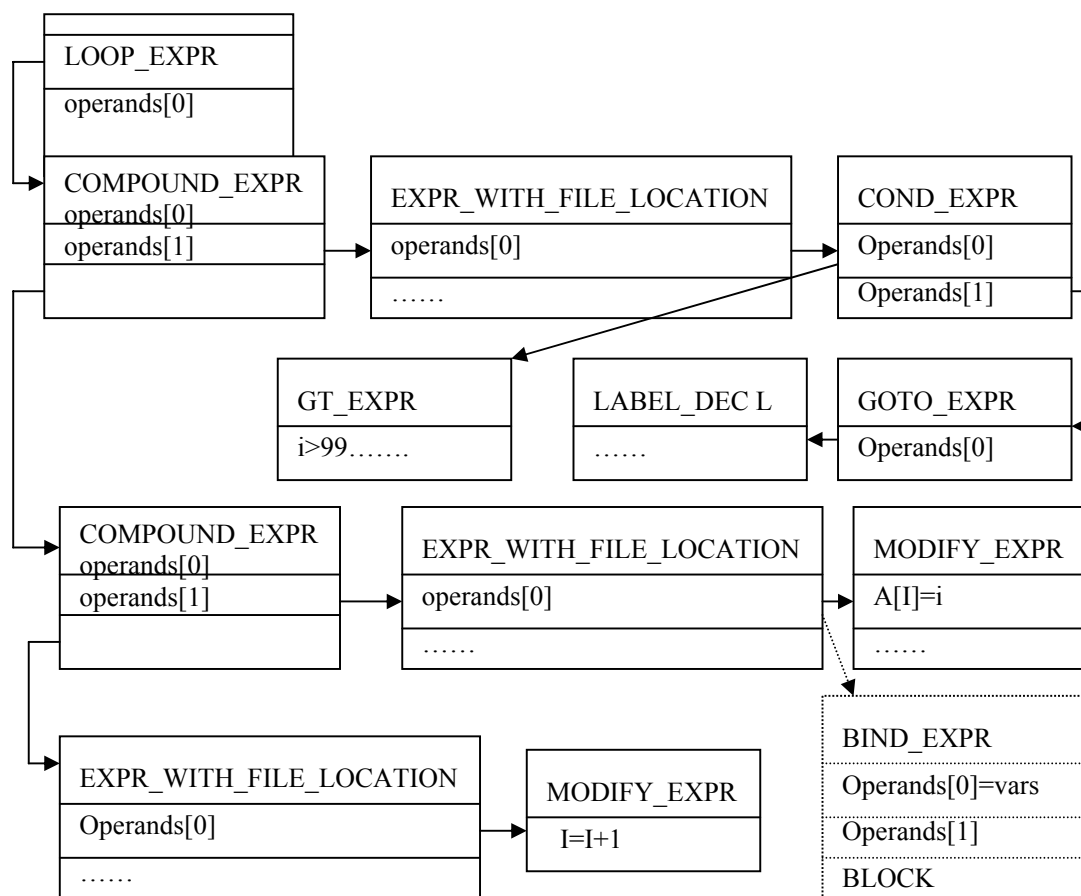 LOOP_EXPR
operands[0]
COMPOUND_EXPR
operands[0]
operands[1]
EXPR_WITH_FILE_LOCATION
operands[0]
……
COND_EXPR
Operands[0]
Operands[1]
GT_EXPR
i>99…….
LABEL_DEC L
……
GOTO_EXPR
Operands[0]
COMPOUND_EXPR
operands[0]
operands[1]
EXPR_WITH_FILE_LOCATION
operands[0]
……
MODIFY_EXPR
A[I]=i
……
BIND_EXPR
Operands[0]=vars
Operands[1]
BLOCK
EXPR_WITH_FILE_LOCATION
Operands[0]
……
MODIFY_EXPR
I=I+1